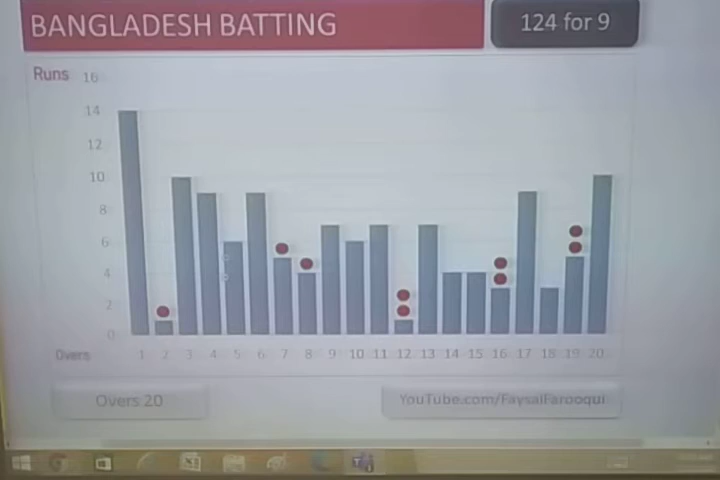 BANGLADESH BATTING
124 for 9
Runs
16
14
12
10
8
6
4
2
0
Overs 1 2 3 4 5 6 7 8 9 10 11 12 13 14 15 16 17 18 19 20
Overs 20
YouTube.com/FaysalFarooqui